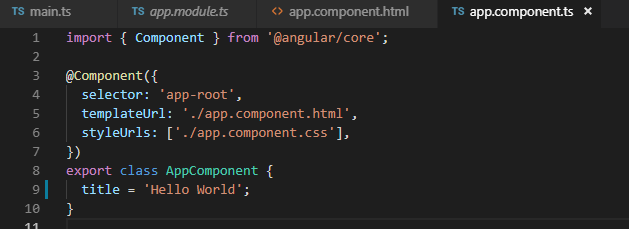 TS main.ts TS app.module.ts <> app.component.html TS app.component.ts ×
1 import { Component } from '@angular/core';
2
3 @Component({
4   selector: 'app-root',
5   templateUrl: './app.component.html',
6   styleUrls: ['./app.component.css'],
7 })
8 export class AppComponent {
9   title = 'Hello World';
10 }
11